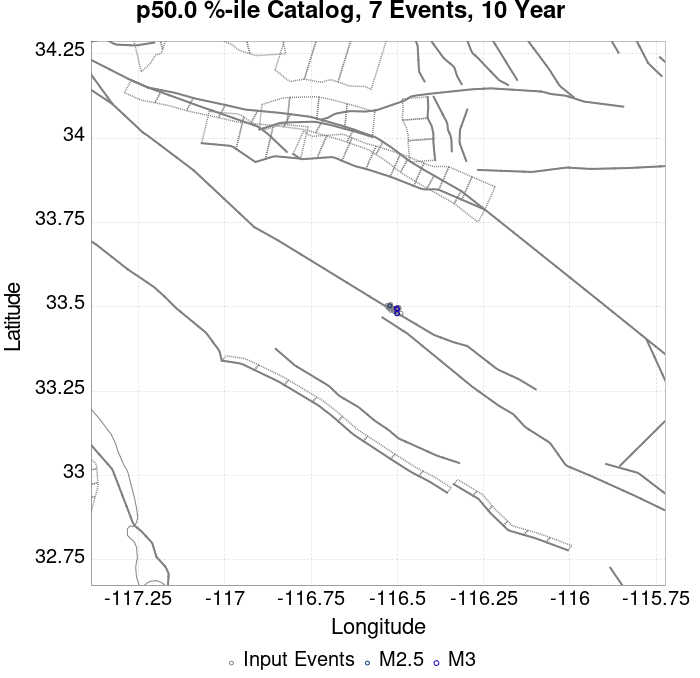 p50.0 %-ile Catalog, 7 Events, 10 Year
34.25
34
33.75
33.5
33.25
33
32.75
Latitude
-117.25 -117 -116.75 -116.5 -116.25 -116 -115.75
Longitude
Input Events M2.5 M3